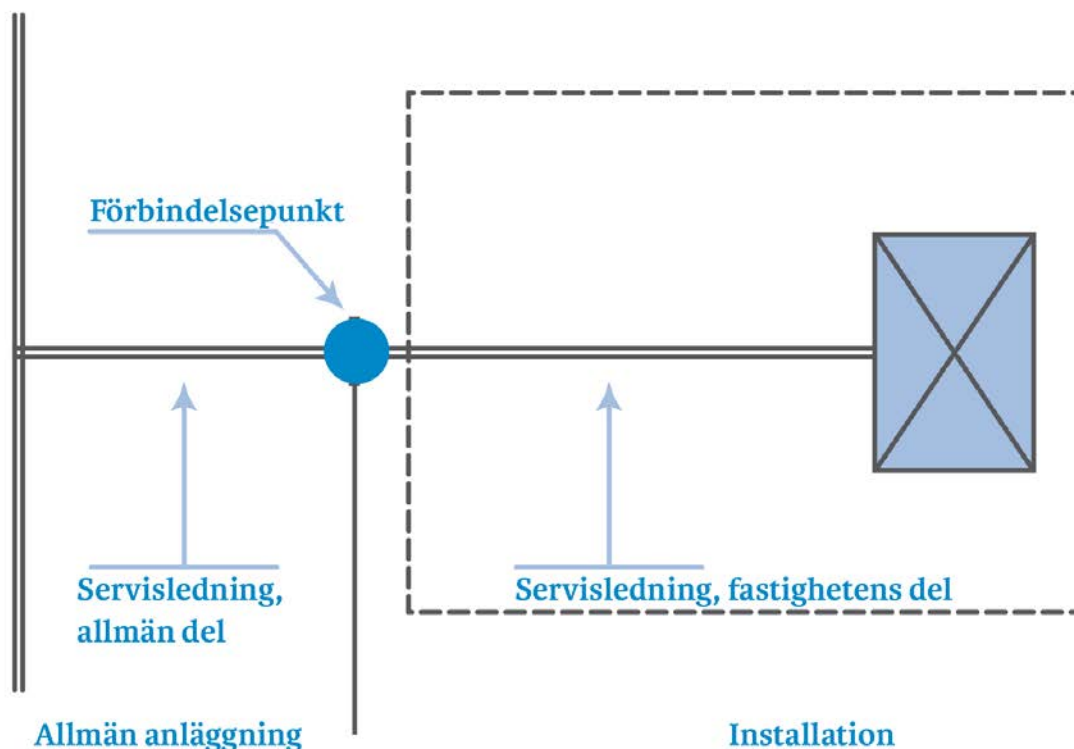 Förbindelsepunkt
Servisledning,
allmän del
Servisledning, fastighetens del
Allmän anläggning
Installation